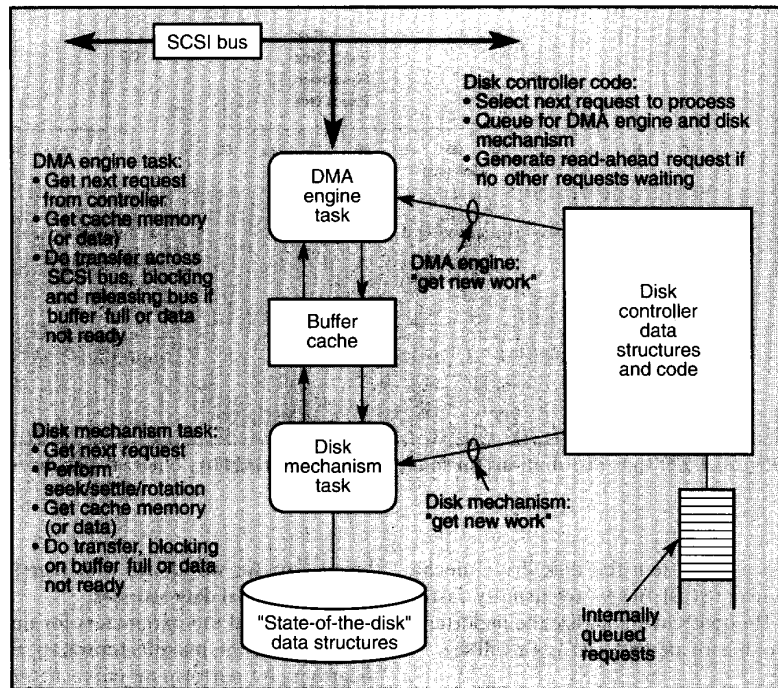 SCSI bus
Disk controller code:
• Select next request to process
• Queue for DMA engine and disk
mechanism
• Generate read-ahead request if
no other requests waiting
DMA engine task:
• Get next request
from controller
• Get cache memory
(or data)
• Do transfer across
SCSI bus, blocking
and releasing bus if
buffer full or data
not ready
DMA
engine
task
DMA engine:
"get new work"
Buffer
cache
Disk
controller
data
structures
and code
Disk mechanism task:
• Get next request
• Perform
seek/settle/rotation
• Get cache memory
(or data)
• Do transfer, blocking
on buffer full or data
not ready
Disk
mechanism
task
Disk mechanism:
"get new work"
"State-of-the-disk"
data structures
Internally
queued
requests